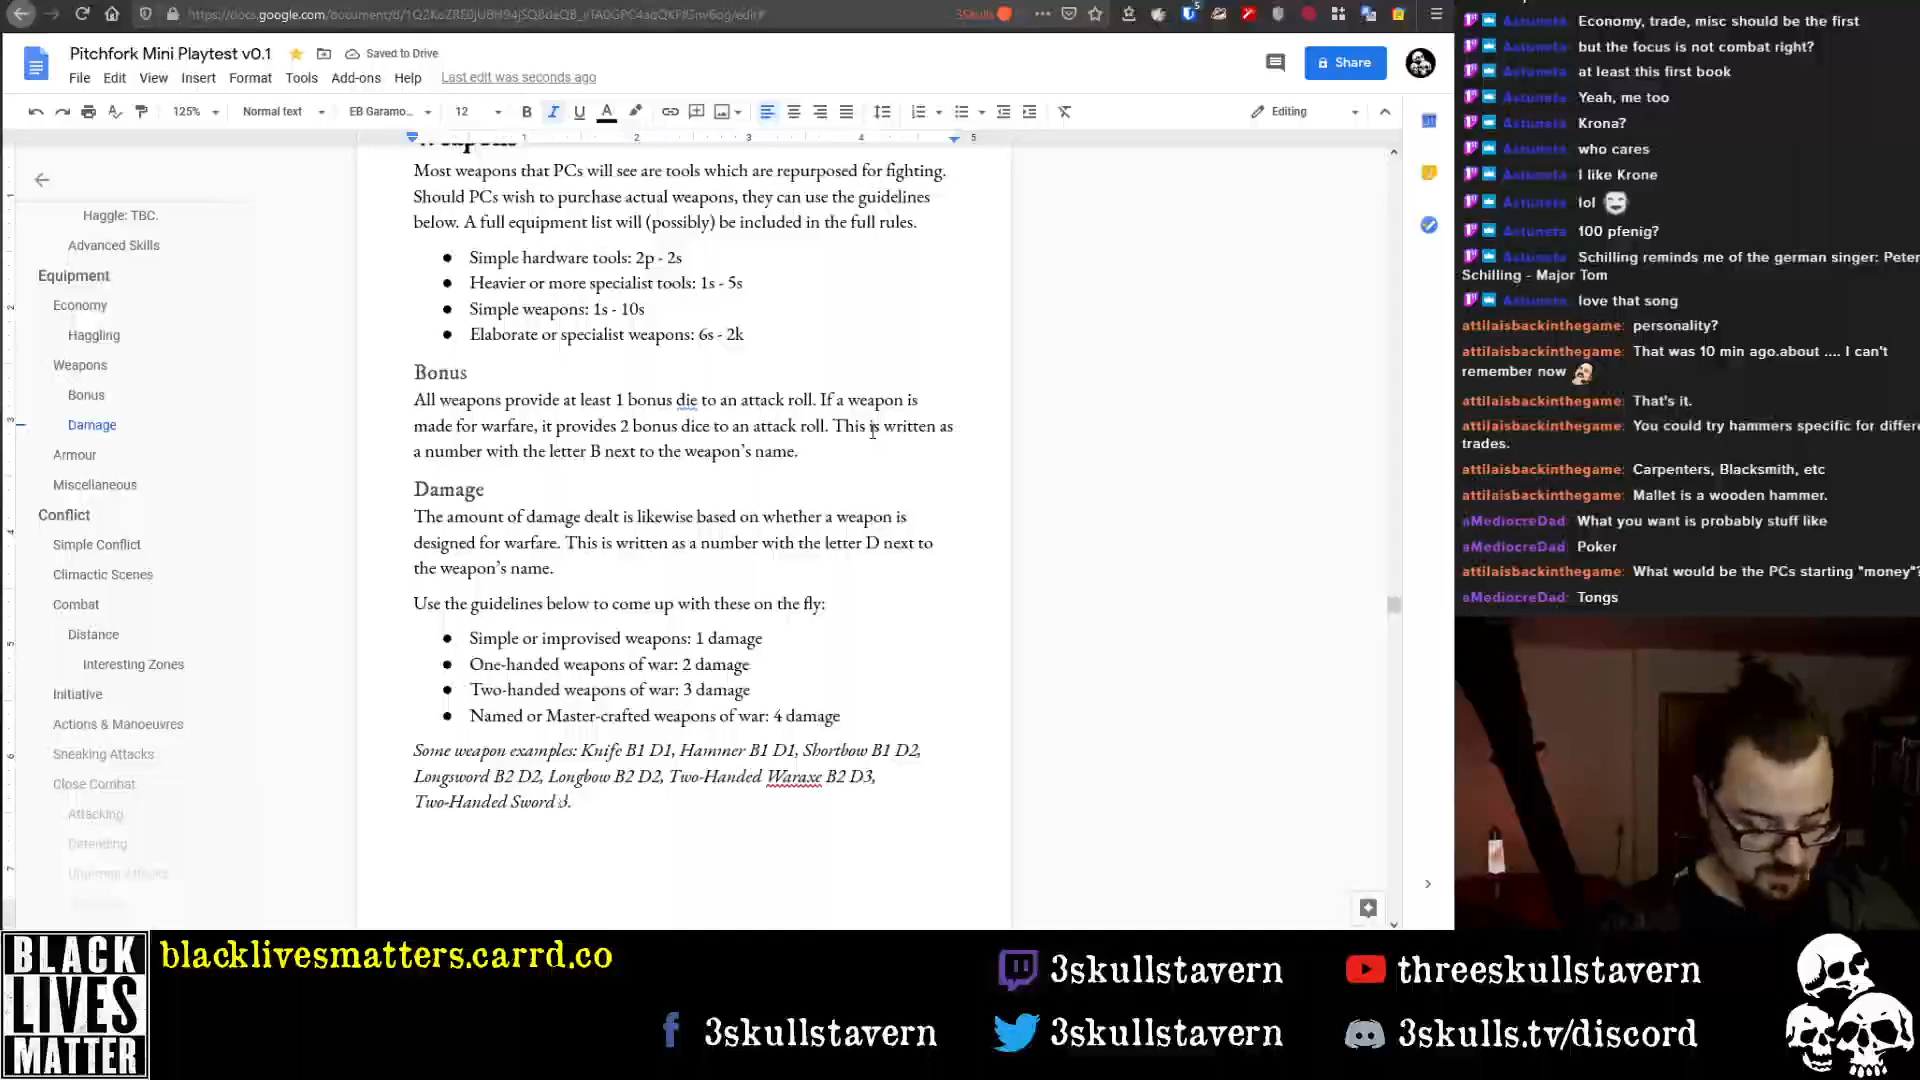 Pitchfork Mini Playtest v0.1
Saved to Drive
File Edit View Insert Format Tools Add-ons Help Last edit was seconds ago
Share
125% Normal text EB Garamo... 12 Editing
Haggle: TBC.
Advanced Skills
Equipment
Economy
Haggling
Weapons
Bonus
Damage
Armour
Miscellaneous
Conflict
Simple Conflict
Climactic Scenes
Combat
Distance
Interesting Zones
Initiative
Actions & Manoeuvres
Sneaking Attacks
Close Combat
Attacking
Defending
Weapons
Most weapons that PCs will see are tools which are repurposed for fighting.
Should PCs wish to purchase actual weapons, they can use the guidelines
below. A full equipment list will (possibly) be included in the full rules.
● Simple hardware tools: 2p - 2s
● Heavier or more specialist tools: 1s - 5s
● Simple weapons: 1s - 10s
● Elaborate or specialist weapons: 6s - 2k
Bonus
All weapons provide at least 1 bonus die to an attack roll. If a weapon is
made for warfare, it provides 2 bonus dice to an attack roll. This is written as
a number with the letter B next to the weapon's name.
Damage
The amount of damage dealt is likewise based on whether a weapon is
designed for warfare. This is written as a number with the letter D next to
the weapon's name.
Use the guidelines below to come up with these on the fly:
● Simple or improvised weapons: 1 damage
● One-handed weapons of war: 2 damage
● Two-handed weapons of war: 3 damage
● Named or Master-crafted weapons of war: 4 damage
Some weapon examples: Knife B1 D1, Hammer B1 D1, Shortbow B1 D2,
Longsword B2 D2, Longbow B2 D2, Two-Handed Waraxe B2 D3,
Two-Handed Sword 3.
Astuneta: Economy, trade, misc should be the first
Astuneta: but the focus is not combat right?
Astuneta: at least this first book
Astuneta: Yeah, me too
Astuneta: Krona?
Astuneta: who cares
Astuneta: I like Krone
Astuneta: lol
Astuneta: 100 pfenig?
Astuneta: Schilling reminds me of the german singer: Peter
Schilling - Major Tom
Astuneta: love that song
attilaisbackinthegame: personality?
attilaisbackinthegame: That was 10 min ago.about .... I can't
remember now
attilaisbackinthegame: That's it.
attilaisbackinthegame: You could try hammers specific for differe
trades.
attilaisbackinthegame: Carpenters, Blacksmith, etc
attilaisbackinthegame: Mallet is a wooden hammer.
aMediocreDad: What you want is probably stuff like
aMediocreDad: Poker
attilaisbackinthegame: What would be the PCs starting "money"?
aMediocreDad: Tongs
BLACK
LIVES
MATTER
blacklivesmatters.carrd.co
3skullstavern
threeskullstavern
3skullstavern
3skullstavern
3skulls.tv/discord